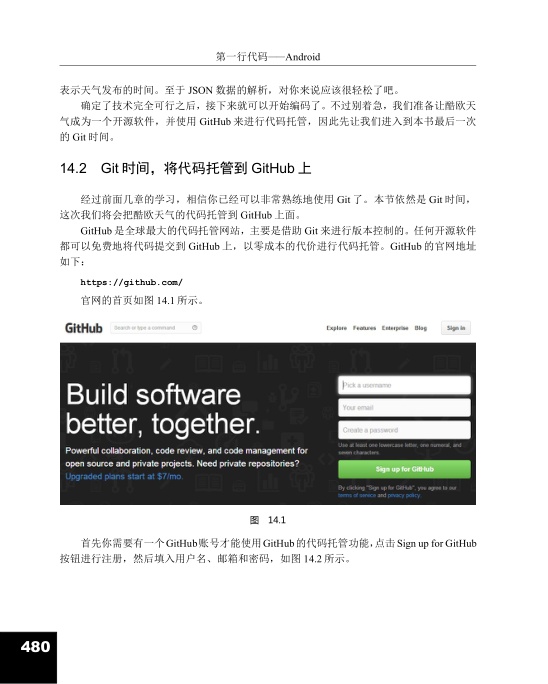 第一行代码——Android
表示天气发布的时间。至于 JSON 数据的解析，对你来说应该很轻松了吧。
确定了技术完全可行之后，接下来就可以开始编码了。不过别着急，我们准备让酷欧天
气成为一个开源软件，并使用 GitHub 来进行代码托管，因此先让我们进入到本书最后一次
的 Git 时间。
14.2 Git 时间，将代码托管到 GitHub 上
经过前面几章的学习，相信你已经可以非常熟练地使用 Git 了。本节依然是 Git 时间，
这次我们将会把酷欧天气的代码托管到 GitHub 上面。
GitHub 是全球最大的代码托管网站，主要是借助 Git 来进行版本控制的。任何开源软件
都可以免费地将代码提交到 GitHub 上，以零成本的代价进行代码托管。GitHub 的官网地址
如下：
https://github.com/
官网的首页如图 14.1 所示。
GitHub Search or type a command Explore Features Enterprise Blog Sign in
Pick a username
Build software
Your email
better, together.
Create a password
Use at least one lowercase letter, one numeral, and
seven characters.
Powerful collaboration, code review, and code management for
open source and private projects. Need private repositories?
Upgraded plans start at $7/mo.
Sign up for GitHub
By clicking "Sign up for GitHub", you agree to our
terms of service and privacy policy.
图 14.1
首先你需要有一个GitHub账号才能使用GitHub的代码托管功能，点击Sign up for GitHub
按钮进行注册，然后填入用户名、邮箱和密码，如图 14.2 所示。
480